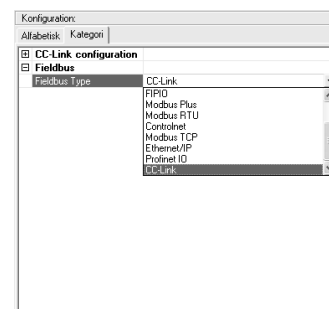 Konfiguration:
Alfabetisk Kategori
CC-Link configuration
Fieldbus
Fieldbus Type CC-Link
FIPIO
Modbus Plus
Modbus RTU
Controlnet
Modbus TCP
Ethernet/IP
Profinet IO
CC-Link